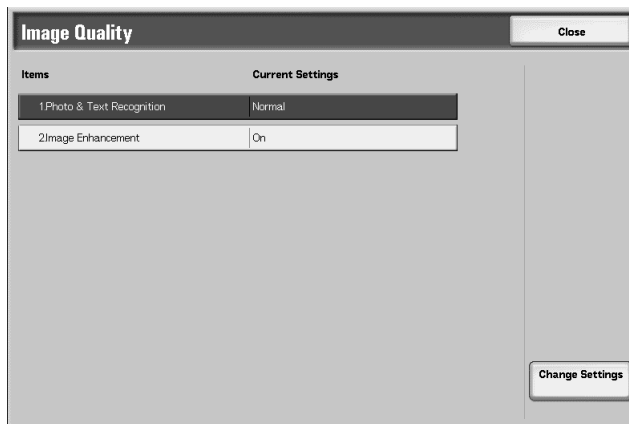 Image Quality
Close
Items Current Settings
1.Photo & Text Recognition Normal
2.Image Enhancement On
Change Settings